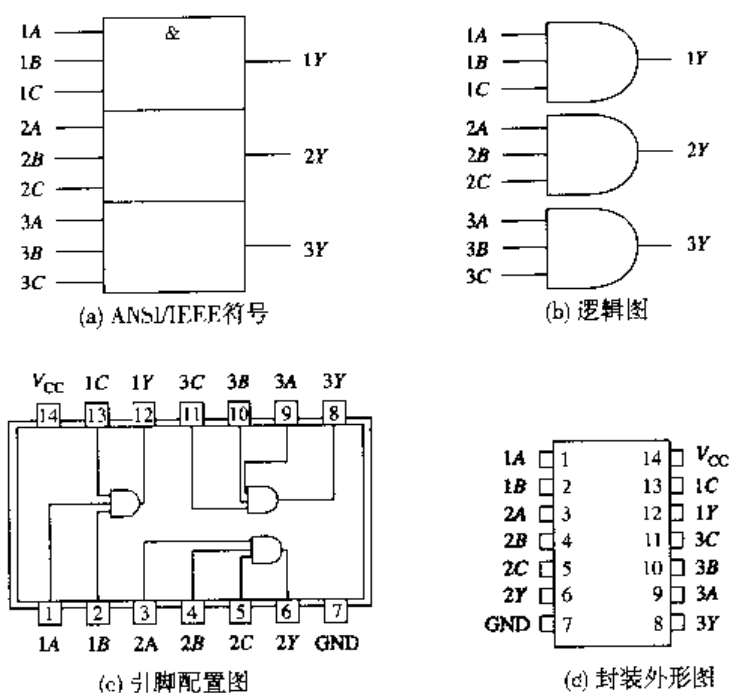 1A
1B
1C
2A
2B
2C
3A
3B
3C
&
1Y
2Y
3Y
(a) ANSI/IEEE符号
1A
1B
1C
2A
2B
2C
3A
3B
3C
1Y
2Y
3Y
(b) 逻辑图
VCC 1C 1Y 3C 3B 3A 3Y
14 13 12 11 10 9 8
1 2 3 4 5 6 7
1A 1B 2A 2B 2C 2Y GND
(c) 引脚配置图
1A 1 14 VCC
1B 2 13 1C
2A 3 12 1Y
2B 4 11 3C
2C 5 10 3B
2Y 6 9 3A
GND 7 8 3Y
(d) 封装外形图